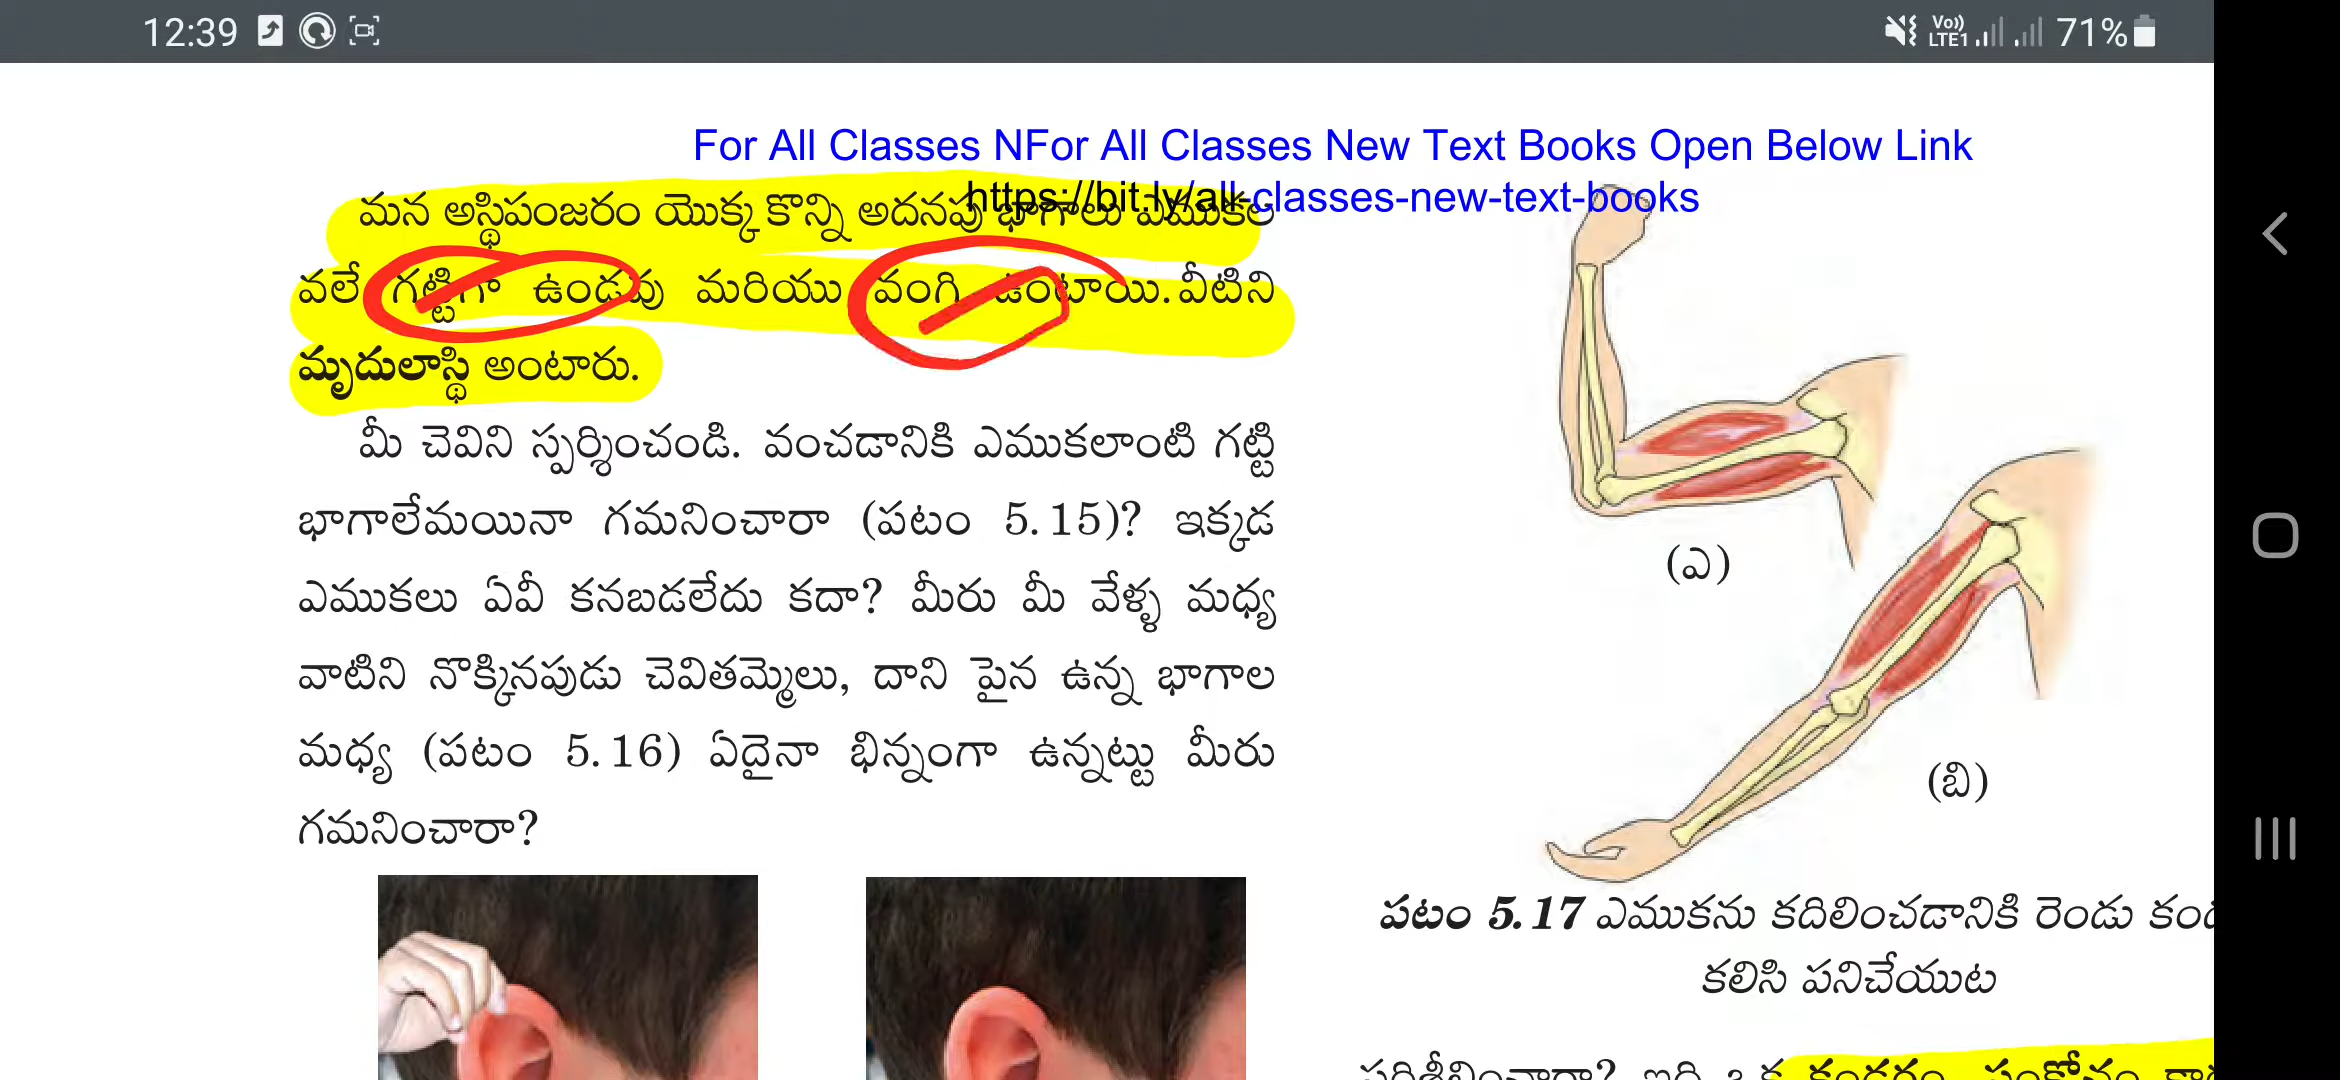 12:39
Vo)) LTE1 71%
For All Classes NFor All Classes New Text Books Open Below Link
https://bit.ly/all-classes-new-text-books
మన అస్థిపంజరం యొక్క కొన్ని అదనపు భాగాలు ఎముకల
వలే గట్టిగా ఉండవు మరియు వంగి ఉంటాయి. వీటిని
మృదులాస్థి అంటారు.
మీ చెవిని స్పర్శించండి. వంచడానికి ఎముకలాంటి గట్టి
భాగాలేమయినా గమనించారా (పటం 5.15)? ఇక్కడ
ఎముకలు ఏవీ కనబడలేదు కదా? మీరు మీ వేళ్ళ మధ్య
వాటిని నొక్కినపుడు చెవితమ్మెలు, దాని పైన ఉన్న భాగాల
మధ్య (పటం 5.16) ఏదైనా భిన్నంగా ఉన్నట్టు మీరు
గమనించారా?
(ఎ)
(బి)
పటం 5.17 ఎముకను కదిలించడానికి రెండు
కలిసి పనిచేయుట